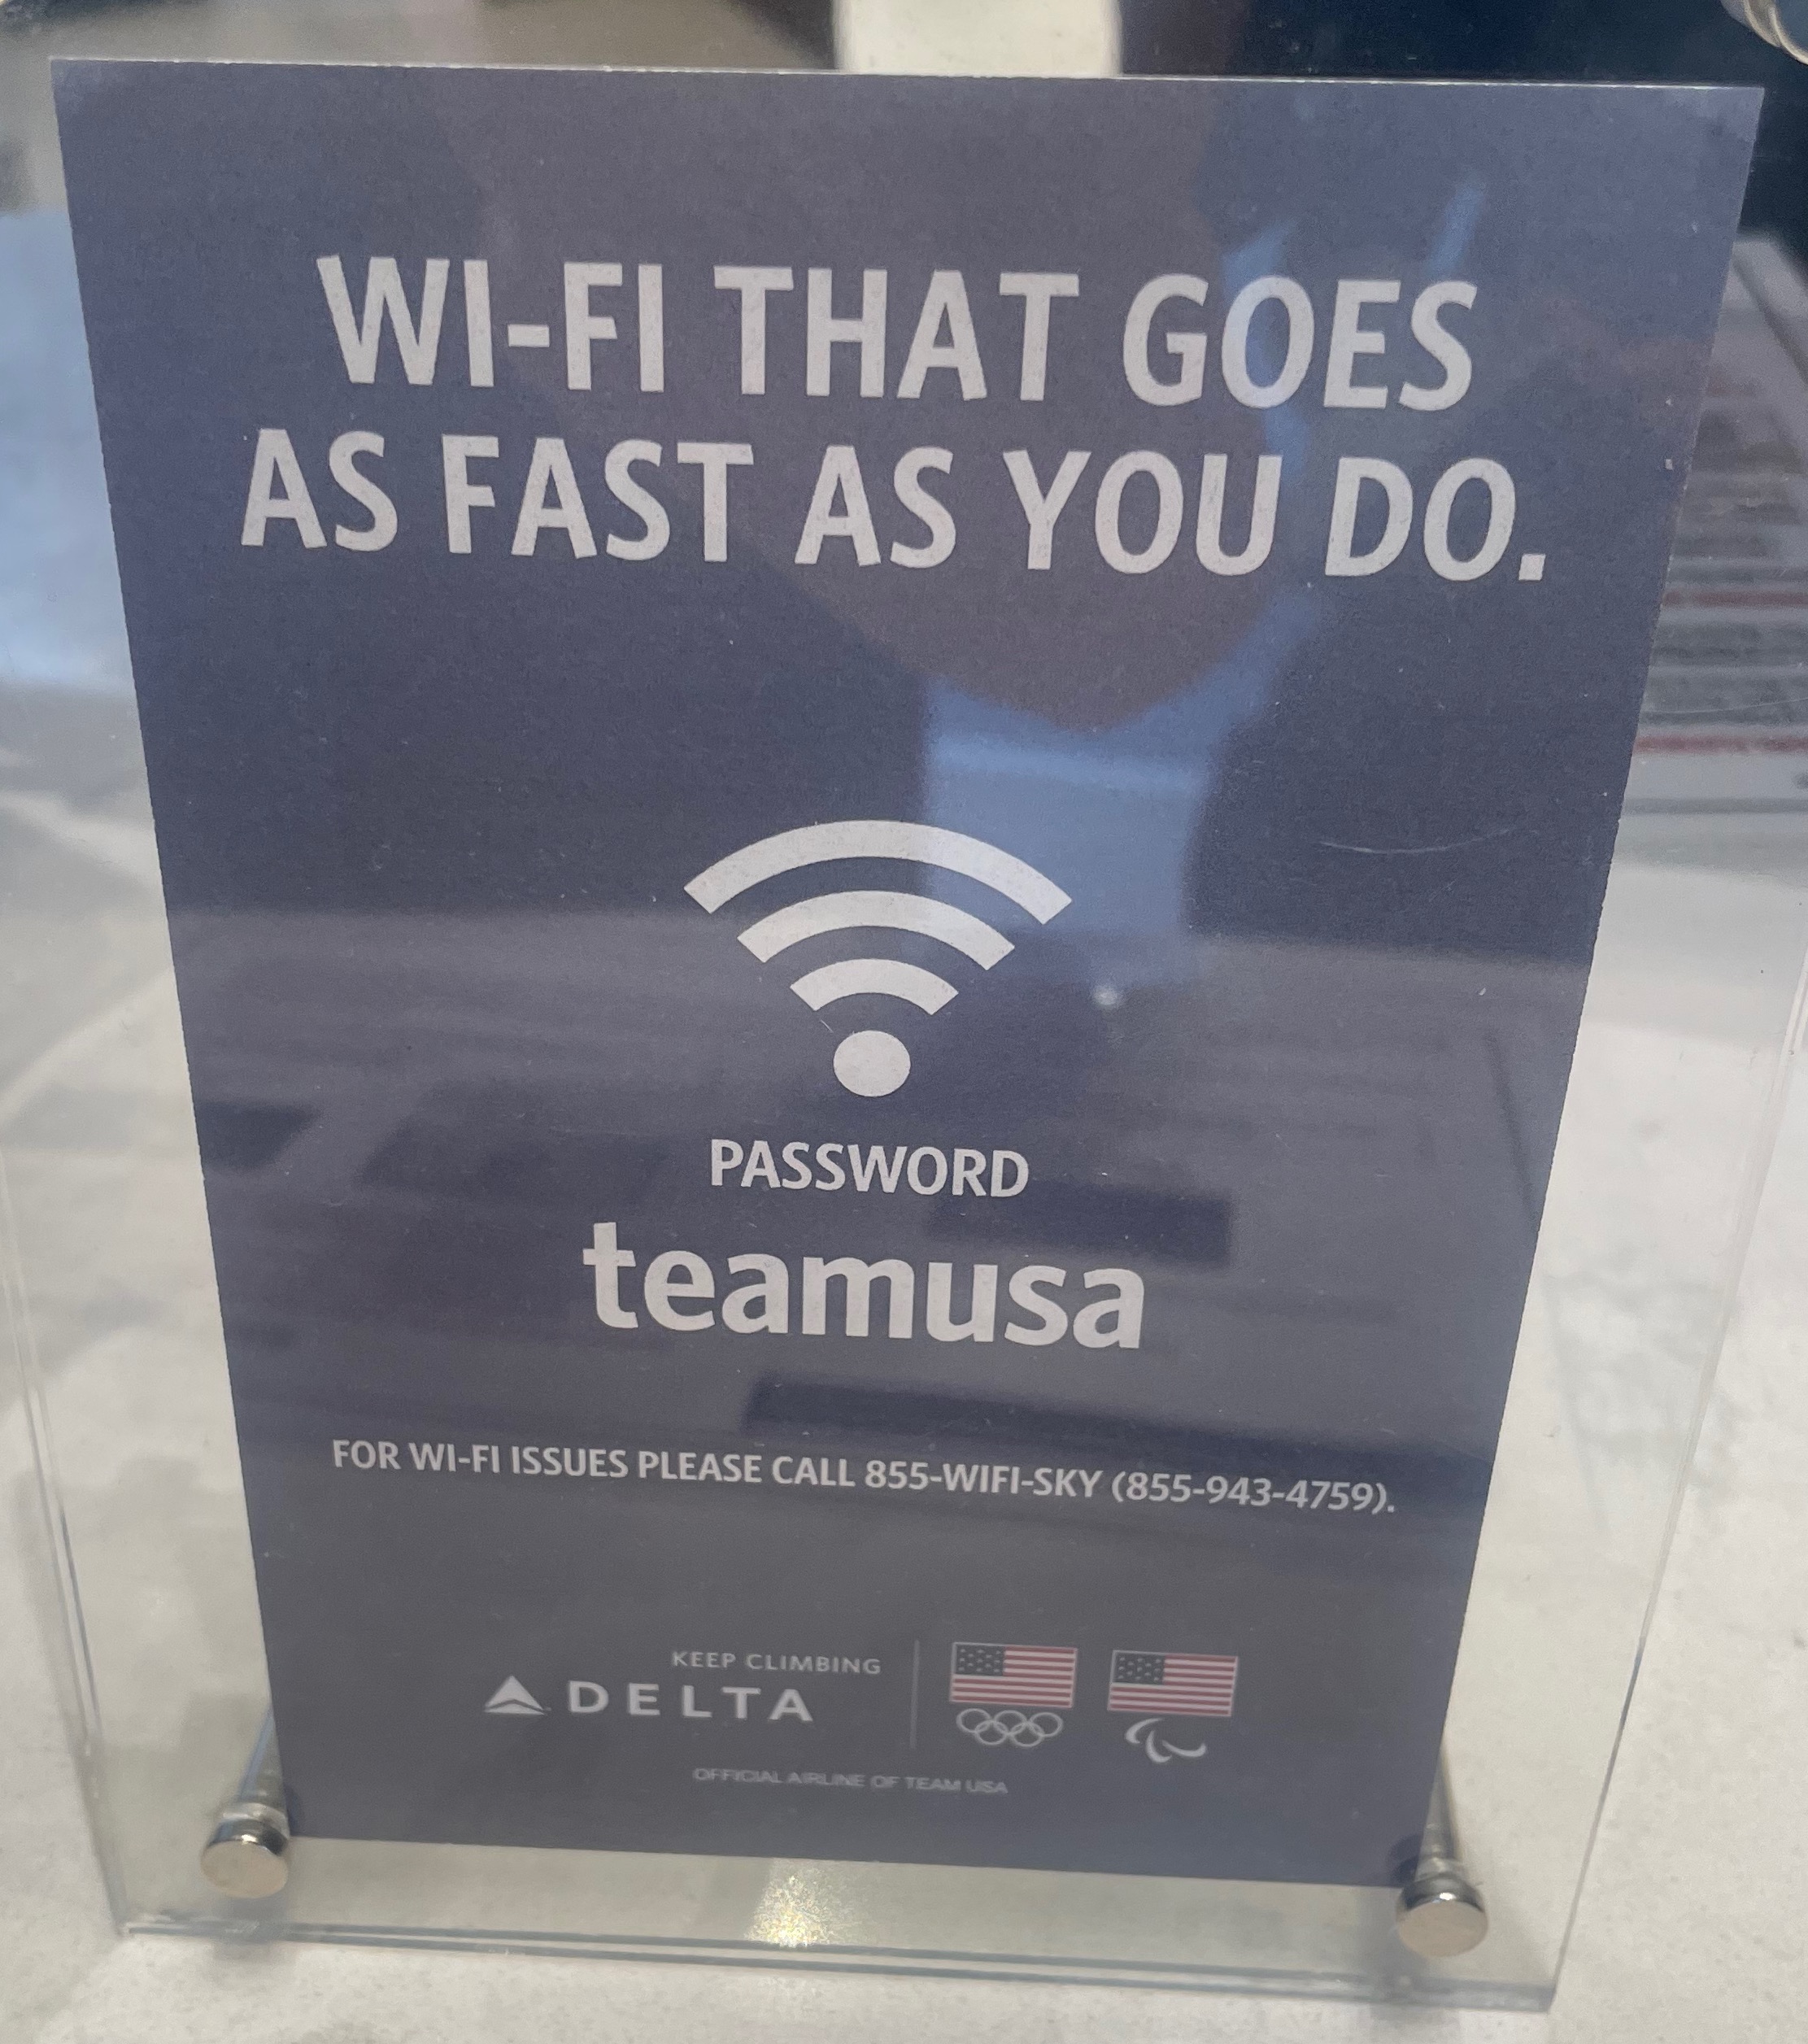 WI-FI THAT GOES
AS FAST AS YOU DO.
PASSWORD
teamusa
FOR WI-FI ISSUES PLEASE CALL 855-WIFI-SKY (855-943-4759).
KEEP CLIMBING
DELTA
OFFICIAL AIRLINE OF TEAM USA